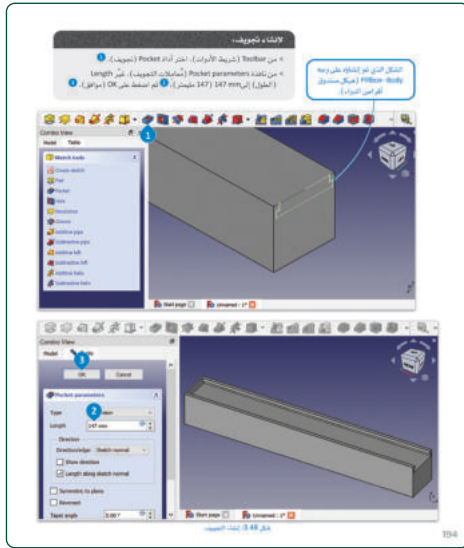 لإنشاء تجويف:
> من Toolbar (شريط الأدوات)، اختر أداة Pocket (تجويف). 1
> من نافذة Pocket parameters (مُعاملات التجويف)، غيّر Length
(الطول) إلى 147 mm (147 مليمتر)، 2 ثم اضغط على OK (موافق). 3
الشكل الذي تم إنشاؤه على وجه
PillBox-Body (هيكل صندوق
أقراص الدواء).
1
Combo View
Model Tasks
Sketch tools
Create sketch
Pad
Pocket
Hole
Revolution
Groove
Additive pipe
Subtractive pipe
Additive loft
Subtractive loft
Additive helix
Subtractive helix
Start page
Unnamed : 1*
Combo View
Model
3
OK Cancel
Pocket parameters
Type
2
Length 147 mm
Direction
Direction/edge: Sketch normal
Show direction
Length along sketch normal
Symmetric to plane
Reversed
Taper angle 0.00 °
Start page
Unnamed : 1*
شكل 5.46: إنشاء التجويف
194